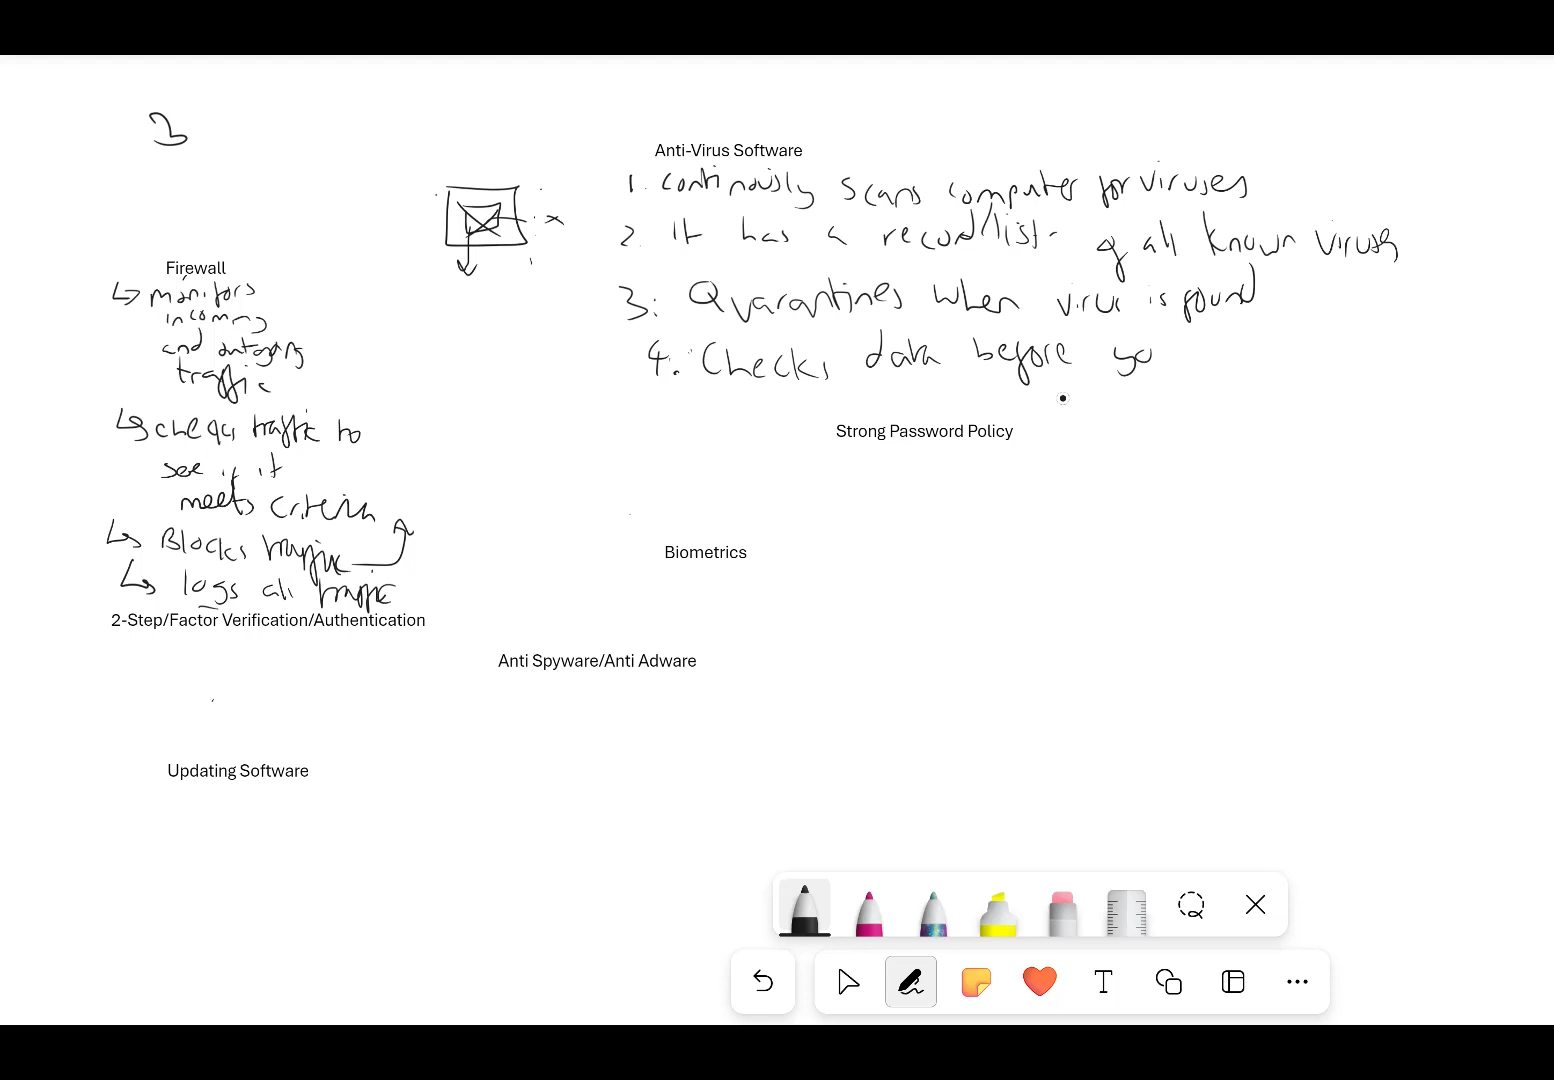 Anti-Virus Software
1. continously scans computer for viruses
2. It has a record/list of all known viruses
3: Quarantines when virus is found
4. Checks data before yo
Firewall
↳ monitors
incoming
and outgoing
traffic
↳ checks traffic to
see if it
meets criteria
↳ Blocks traffic
↳ logs all traffic
Strong Password Policy
Biometrics
2-Step/Factor Verification/Authentication
Anti Spyware/Anti Adware
Updating Software